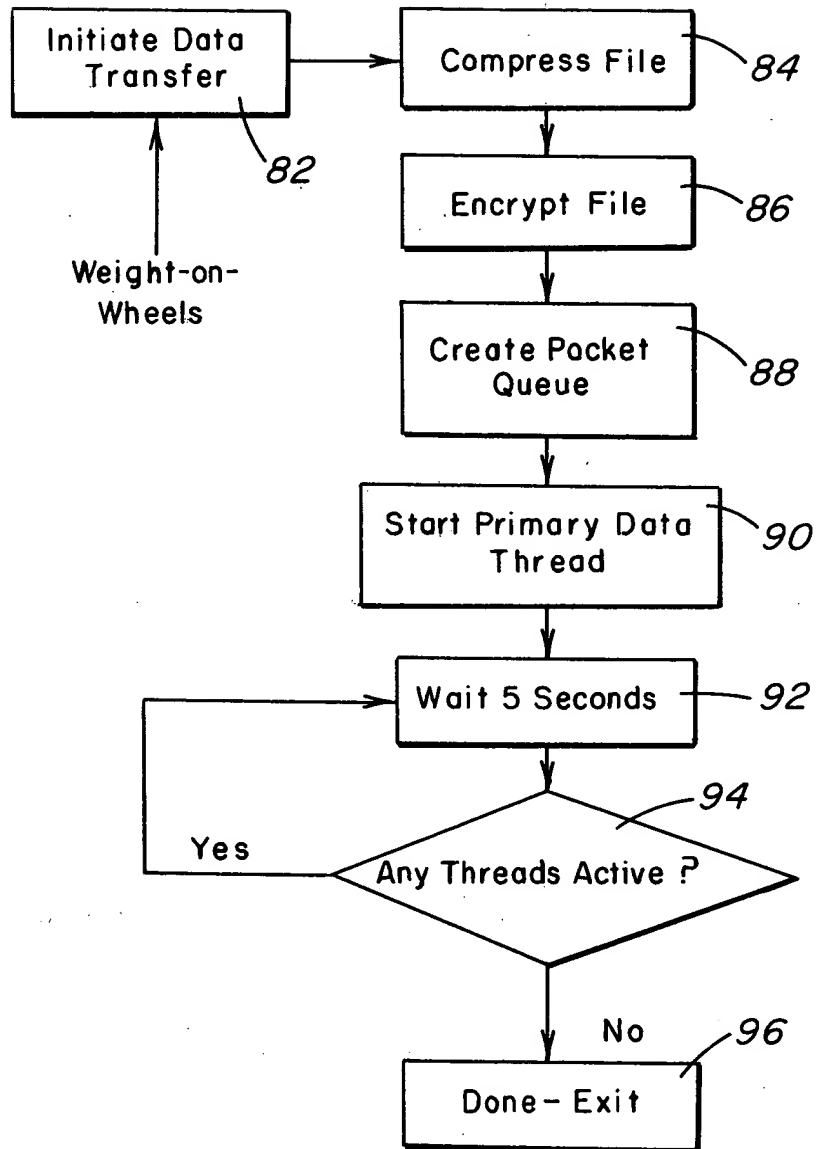 Initiate Data
Transfer
82
Weight-on-
Wheels
Compress File
84
Encrypt File
86
Create Packet
Queue
88
Start Primary Data
Thread
90
Wait 5 Seconds
92
Any Threads Active ?
94
Yes
No
Done-Exit
96